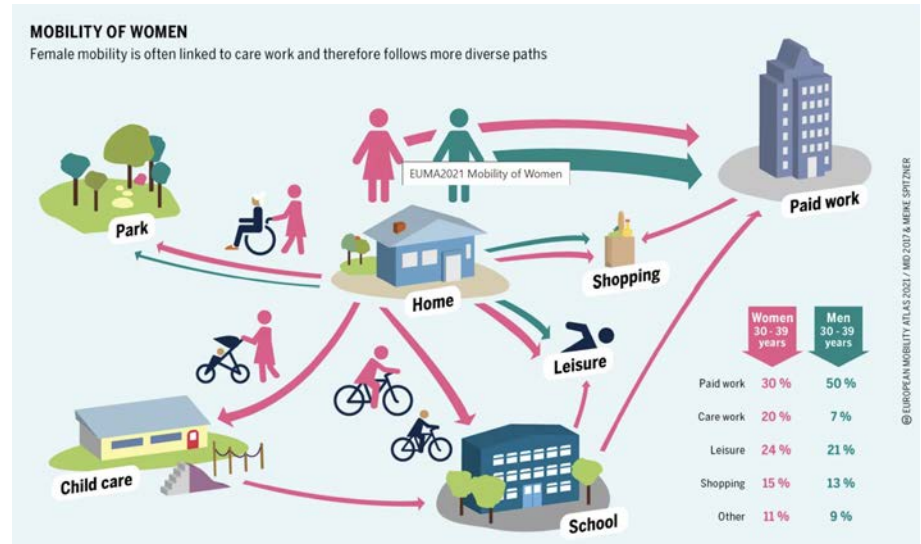 MOBILITY OF WOMEN
Female mobility is often linked to care work and therefore follows more diverse paths
EUMA2021 Mobility of Women
Park
Paid work
Home
Shopping
Leisure
Child care
School
Women 30 - 39 years
Men 30 - 39 years
Paid work 30 % 50 %
Care work 20 % 7 %
Leisure 24 % 21 %
Shopping 15 % 13 %
Other 11 % 9 %
EUROPEAN MOBILITY ATLAS 2021 / MID 2017 & MEIKE SPITZNER